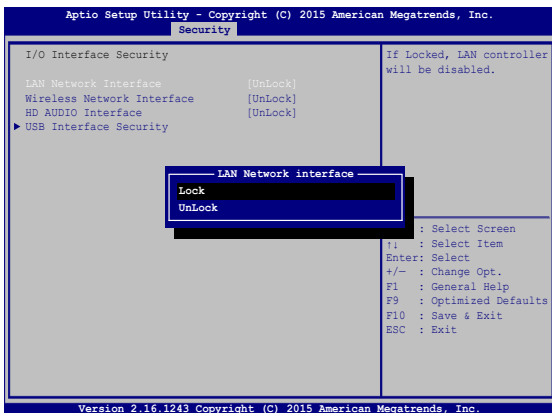 Aptio Setup Utility - Copyright (C) 2015 American Megatrends, Inc.
Security
I/O Interface Security
LAN Network Interface [UnLock]
Wireless Network Interface [UnLock]
HD AUDIO Interface [UnLock]
USB Interface Security
If Locked, LAN controller
will be disabled.
LAN Network interface
Lock
UnLock
: Select Screen
↑↓ : Select Item
Enter: Select
+/— : Change Opt.
F1 : General Help
F9 : Optimized Defaults
F10 : Save & Exit
ESC : Exit
Version 2.16.1243 Copyright (C) 2015 American Megatrends, Inc.